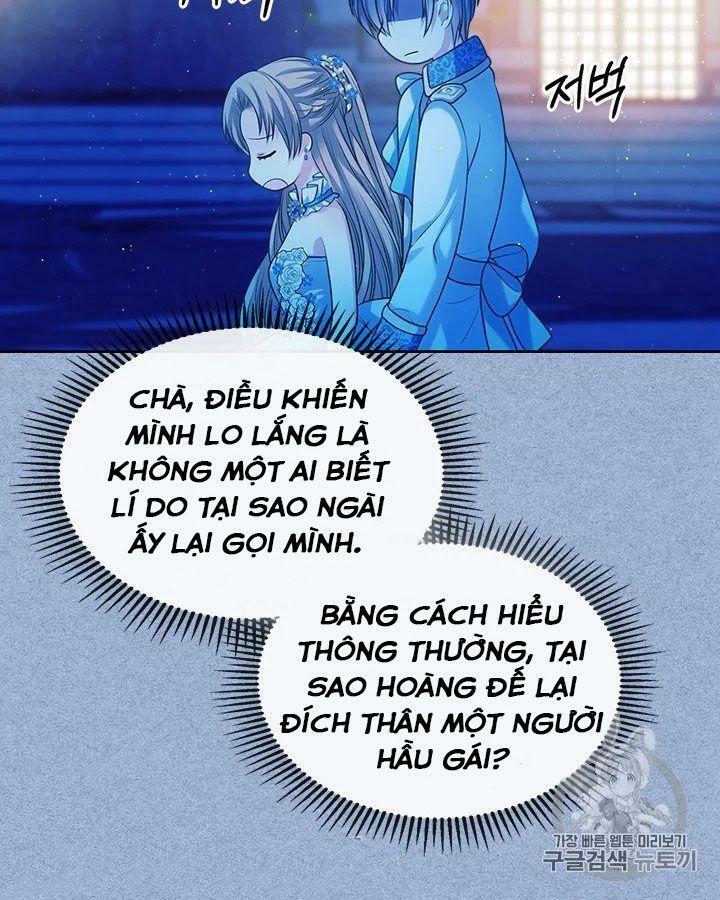 저벅
CHÀ, ĐIỀU KHIẾN
MÌNH LO LẮNG LÀ
KHÔNG MỘT AI BIẾT
LÍ DO TẠI SAO NGÀI
ẤY LẠI GỌI MÌNH.
BẰNG CÁCH HIỂU
THÔNG THƯỜNG, TẠI
SAO HOÀNG ĐẾ LẠI
ĐÍCH THÂN MỘT NGƯỜI
HẦU GÁI?
가장 빠른 웹툰 미리보기
구글검색 뉴토끼